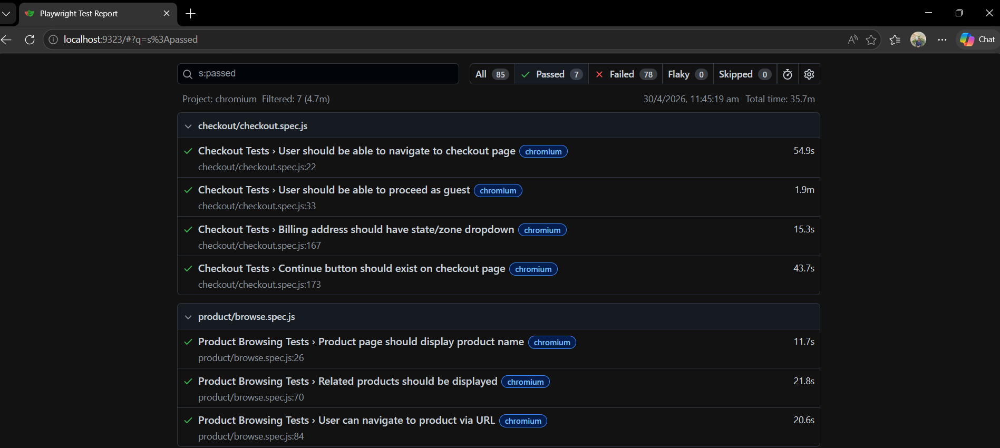 Playwright Test Report
localhost:9323/#?q=s%3Apassed
Chat
s:passed
All 85 Passed 7 Failed 78 Flaky 0 Skipped 0
Project: chromium Filtered: 7 (4.7m) 30/4/2026, 11:45:19 am Total time: 35.7m
checkout/checkout.spec.js
Checkout Tests › User should be able to navigate to checkout page chromium 54.9s
checkout/checkout.spec.js:22
Checkout Tests › User should be able to proceed as guest chromium 1.9m
checkout/checkout.spec.js:33
Checkout Tests › Billing address should have state/zone dropdown chromium 15.3s
checkout/checkout.spec.js:167
Checkout Tests › Continue button should exist on checkout page chromium 43.7s
checkout/checkout.spec.js:173
product/browse.spec.js
Product Browsing Tests › Product page should display product name chromium 11.7s
product/browse.spec.js:26
Product Browsing Tests › Related products should be displayed chromium 21.8s
product/browse.spec.js:70
Product Browsing Tests › User can navigate to product via URL chromium 20.6s
product/browse.spec.js:84